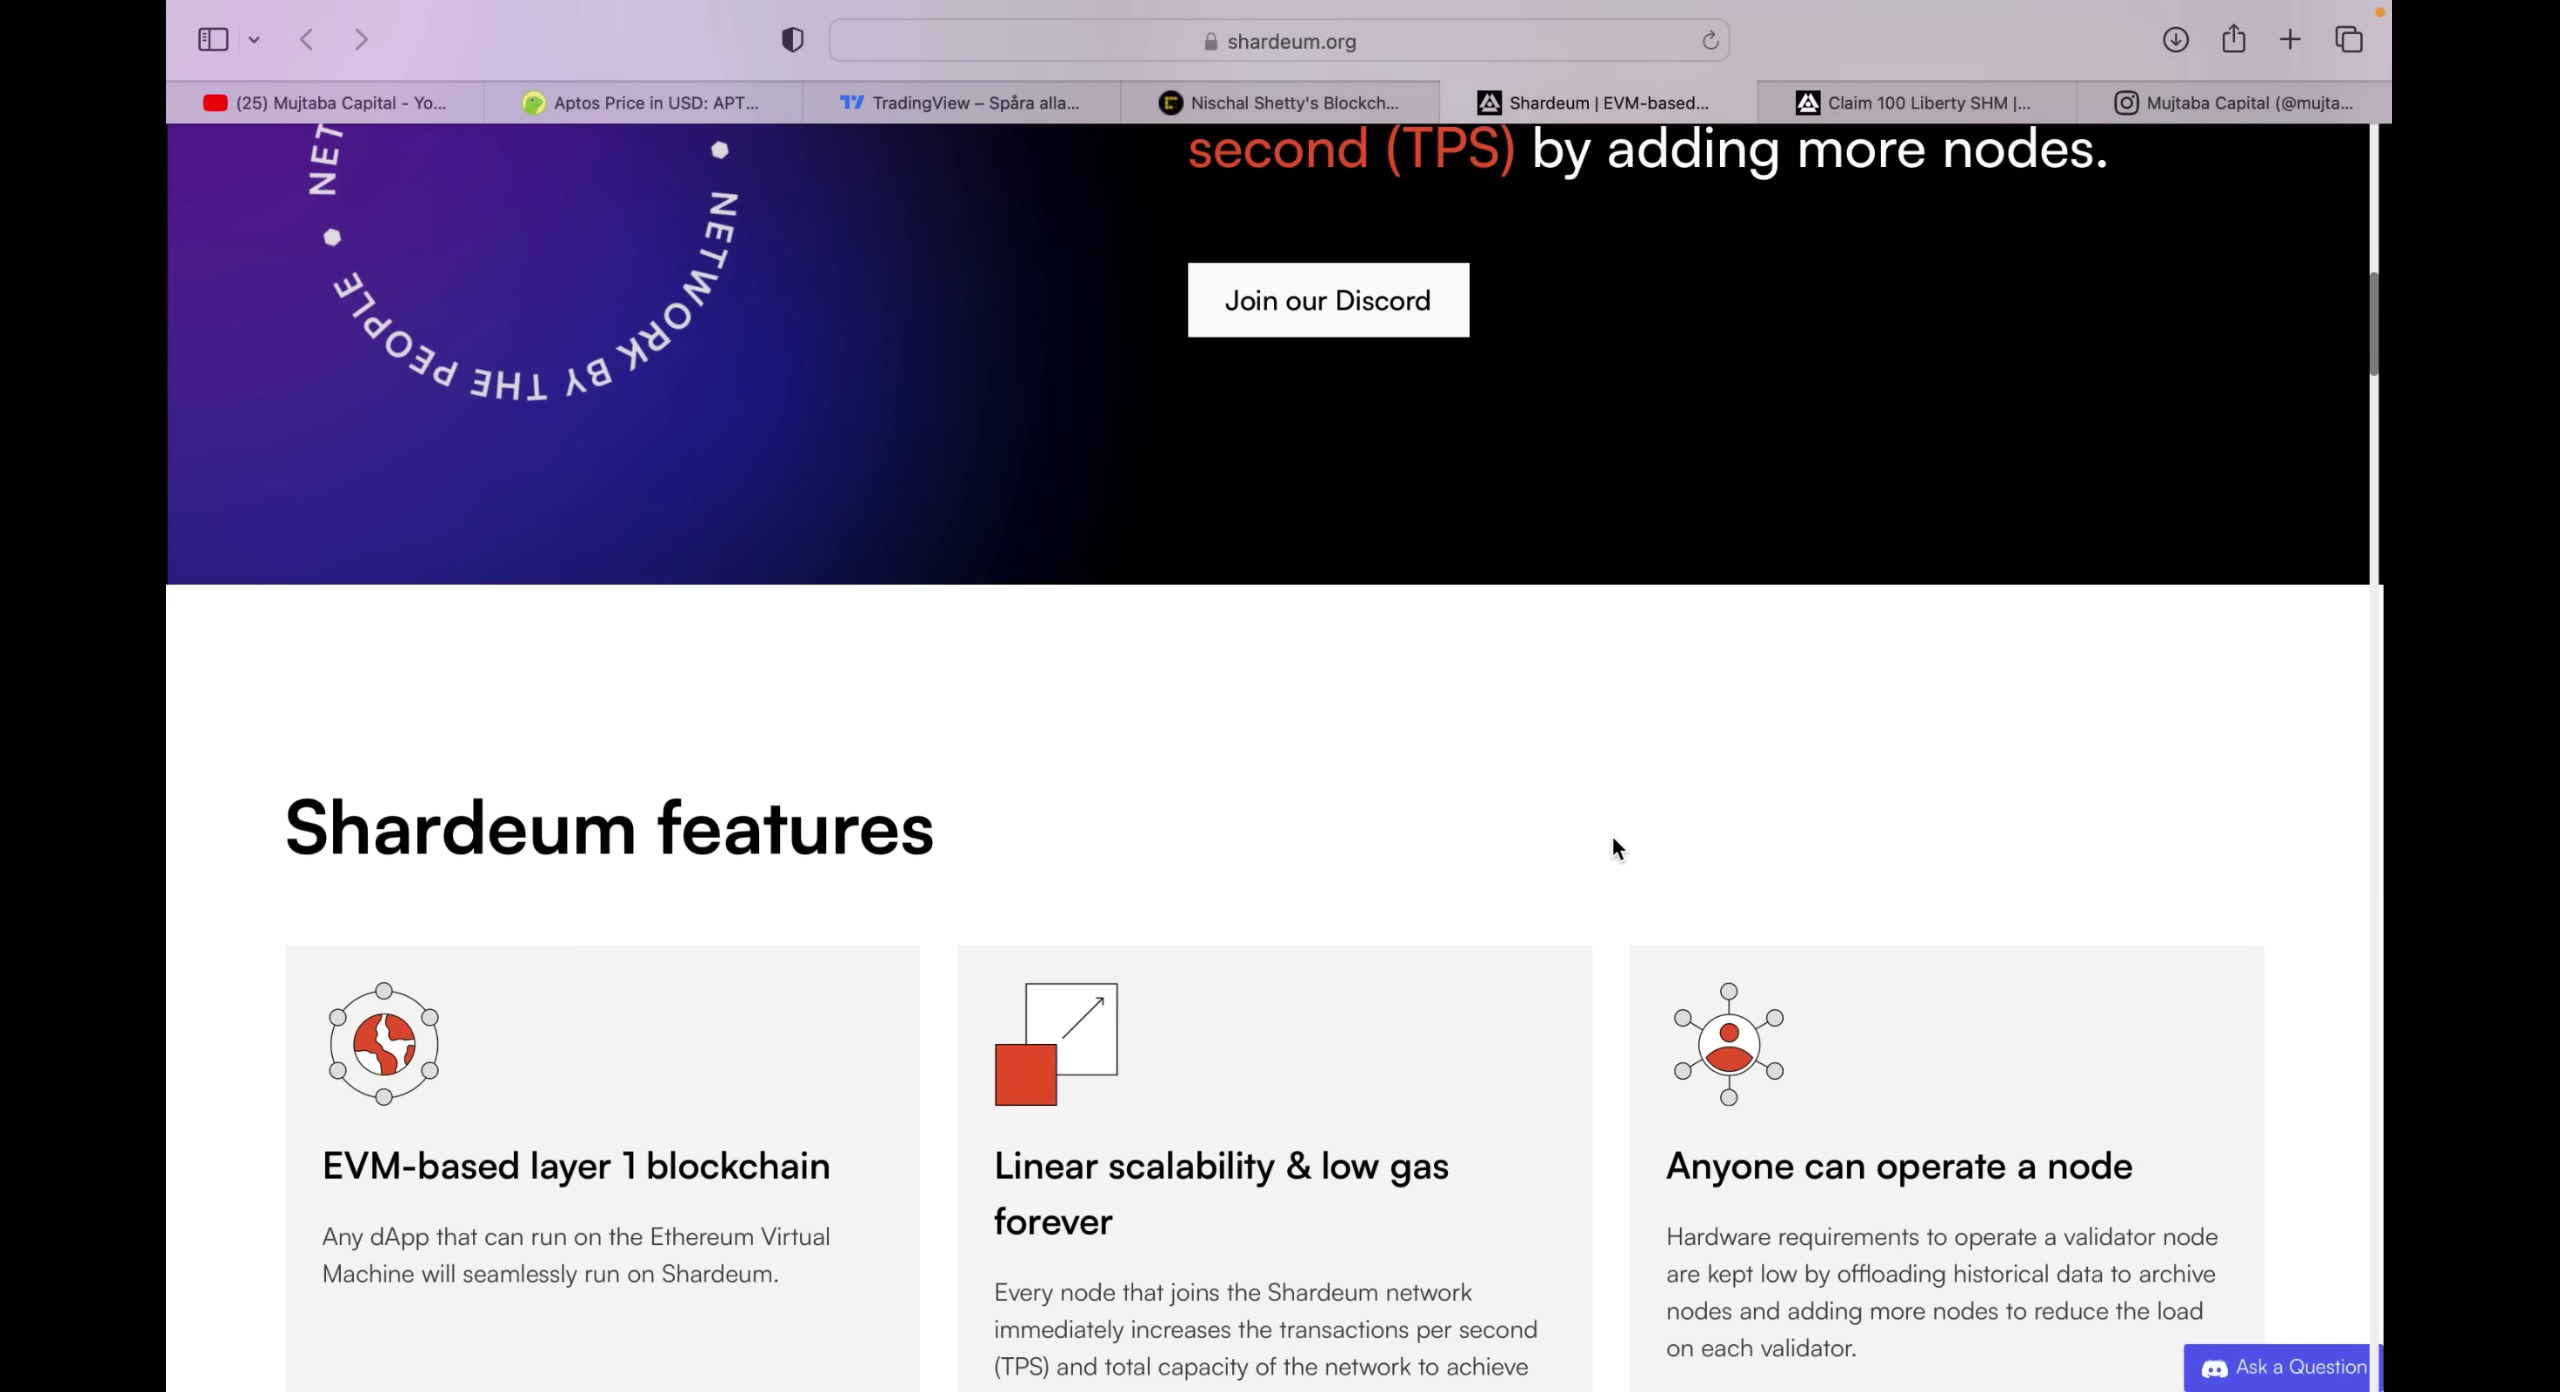 shardeum.org
(25) Mujtaba Capital - Yo...
Aptos Price in USD: APT...
TradingView – Spåra alla...
Nischal Shetty's Blockch...
Shardeum | EVM-based...
Claim 100 Liberty SHM |...
Mujtaba Capital (@mujta...
second (TPS) by adding more nodes.
NET
• NETWORK BY THE PEOPLE •
Join our Discord
Shardeum features
EVM-based layer 1 blockchain
Any dApp that can run on the Ethereum Virtual
Machine will seamlessly run on Shardeum.
Linear scalability & low gas
forever
Every node that joins the Shardeum network
immediately increases the transactions per second
(TPS) and total capacity of the network to achieve
Anyone can operate a node
Hardware requirements to operate a validator node
are kept low by offloading historical data to archive
nodes and adding more nodes to reduce the load
on each validator.
Ask a Question